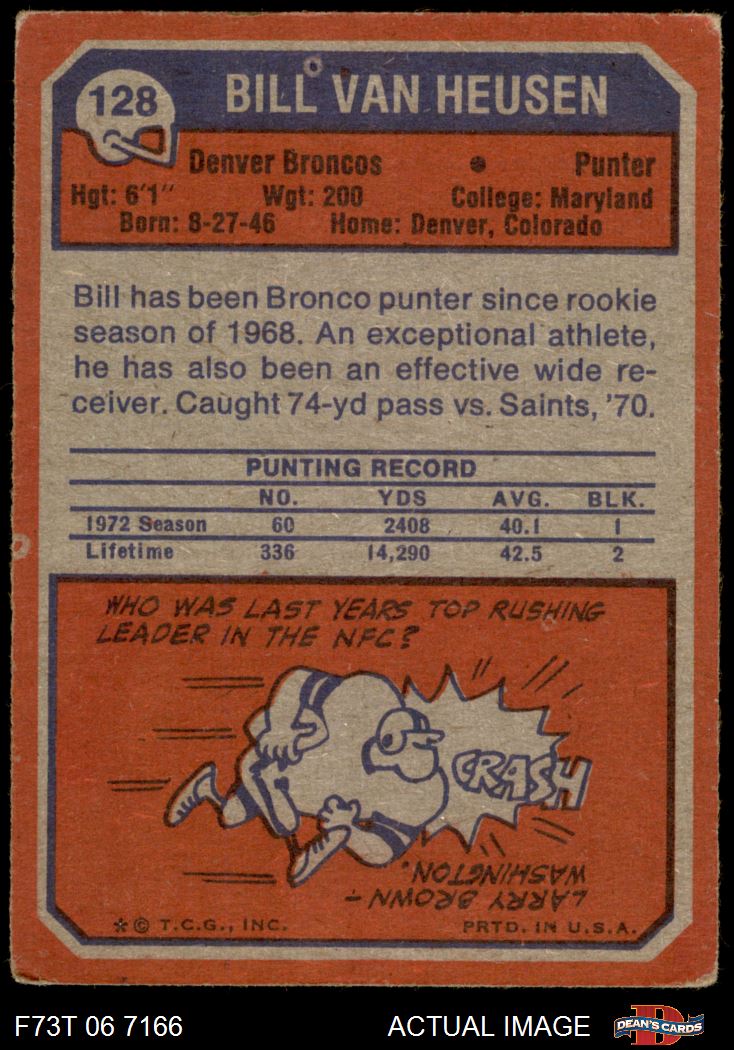 128
BILL VAN HEUSEN
Denver Broncos • Punter
Hgt: 6'1" Wgt: 200 College: Maryland
Born: 8-27-46 Home: Denver, Colorado
Bill has been Bronco punter since rookie
season of 1968. An exceptional athlete,
he has also been an effective wide re-
ceiver. Caught 74-yd pass vs. Saints, '70.
PUNTING RECORD
NO. YDS AVG. BLK.
1972 Season 60 2408 40.1 1
Lifetime 336 14,290 42.5 2
WHO WAS LAST YEARS TOP RUSHING
LEADER IN THE NFC?
CRASH
LARRY BROWN -
WASHINGTON.
*© T.C.G., INC. PRTD. IN U.S.A.
F73T 06 7166 ACTUAL IMAGE
D
DEAN'S CARDS